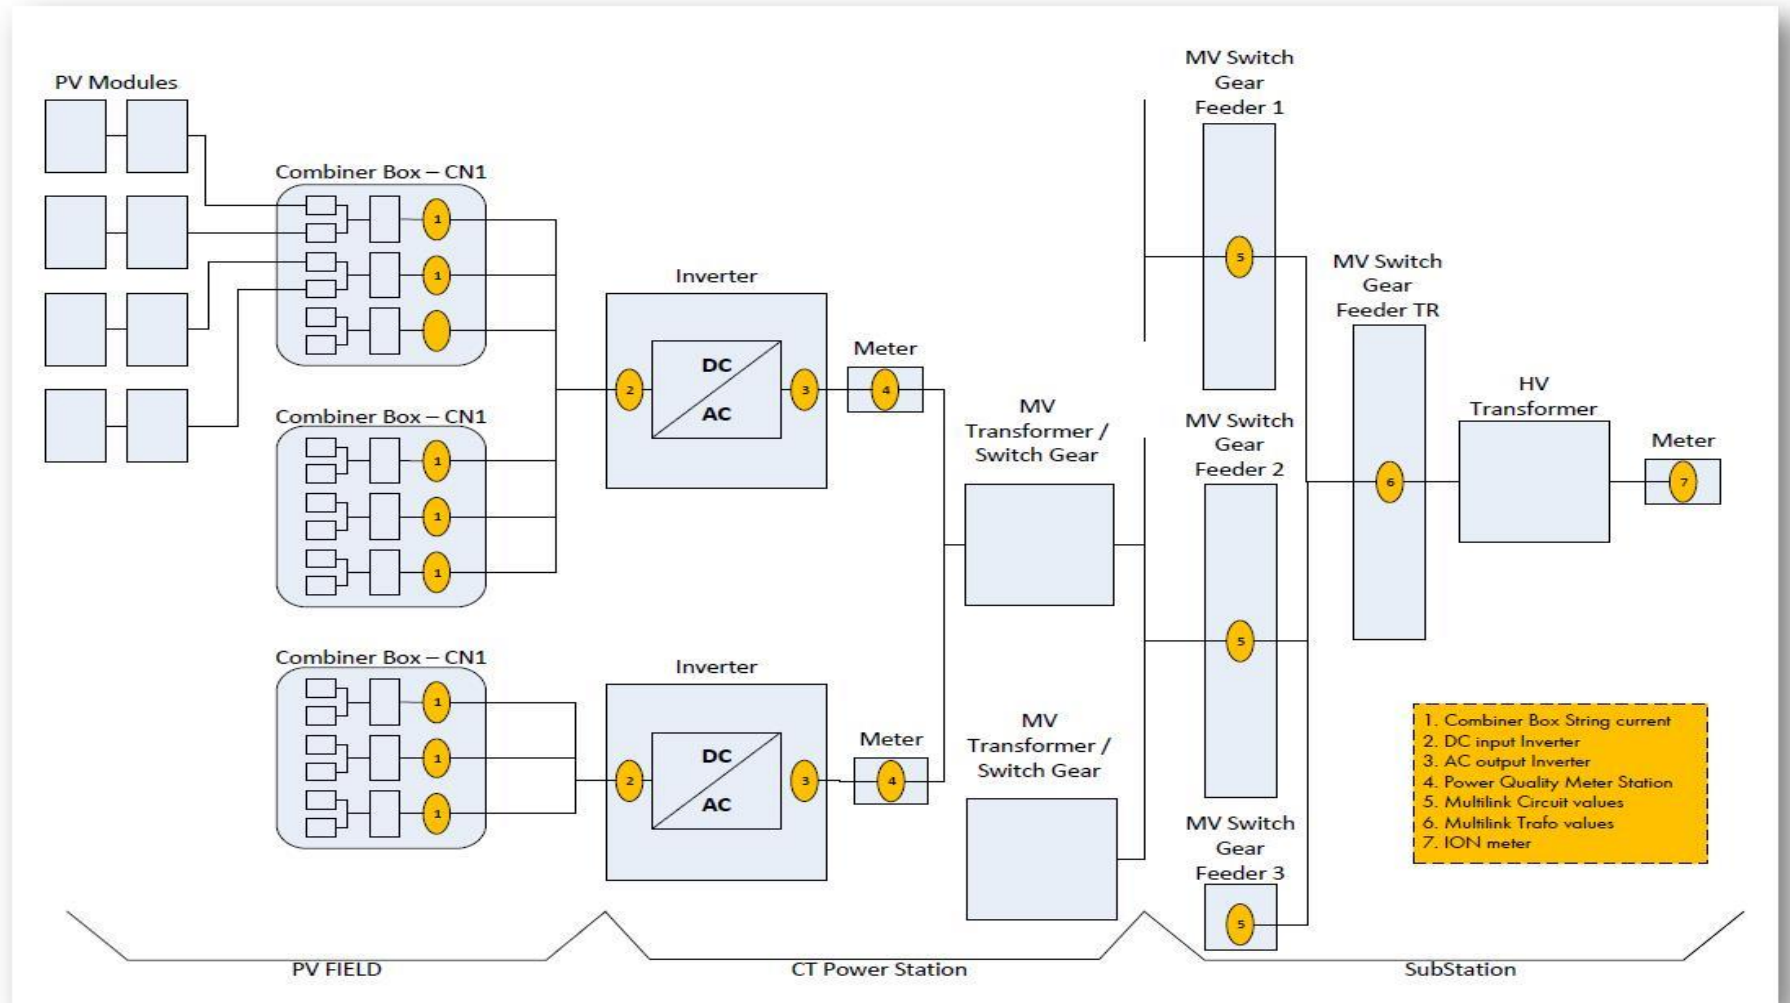 PV Modules
Combiner Box – CN1
1
1
Combiner Box – CN1
1
1
1
Combiner Box – CN1
1
1
1
Inverter
2
DC
AC
3
Meter
4
Inverter
2
DC
AC
3
Meter
4
MV
Transformer /
Switch Gear
MV
Transformer /
Switch Gear
MV Switch
Gear
Feeder 1
5
MV Switch
Gear
Feeder 2
5
MV Switch
Gear
Feeder 3
5
MV Switch
Gear
Feeder TR
6
HV
Transformer
Meter
7
1. Combiner Box String current
2. DC input Inverter
3. AC output Inverter
4. Power Quality Meter Station
5. Multilink Circuit values
6. Multilink Trafo values
7. ION meter
PV FIELD
CT Power Station
SubStation